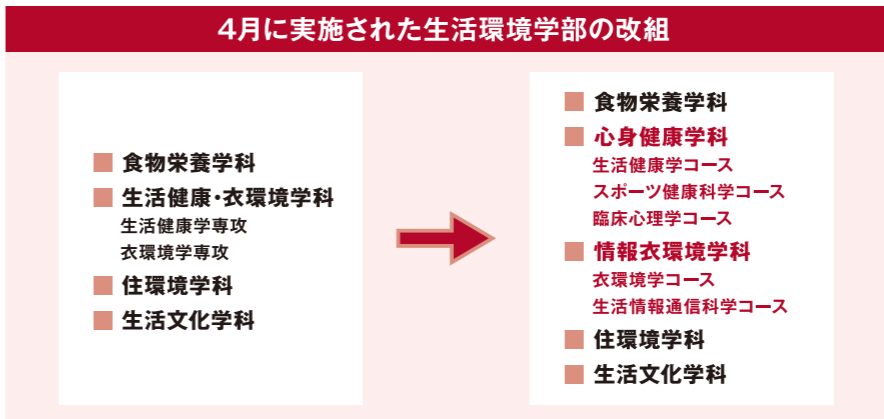 4月に実施された生活環境学部の改組
食物栄養学科
生活健康・衣環境学科
生活健康学専攻
衣環境学専攻
住環境学科
生活文化学科
食物栄養学科
心身健康学科
生活健康学コース
スポーツ健康科学コース
臨床心理学コース
情報衣環境学科
衣環境学コース
生活情報通信科学コース
住環境学科
生活文化学科